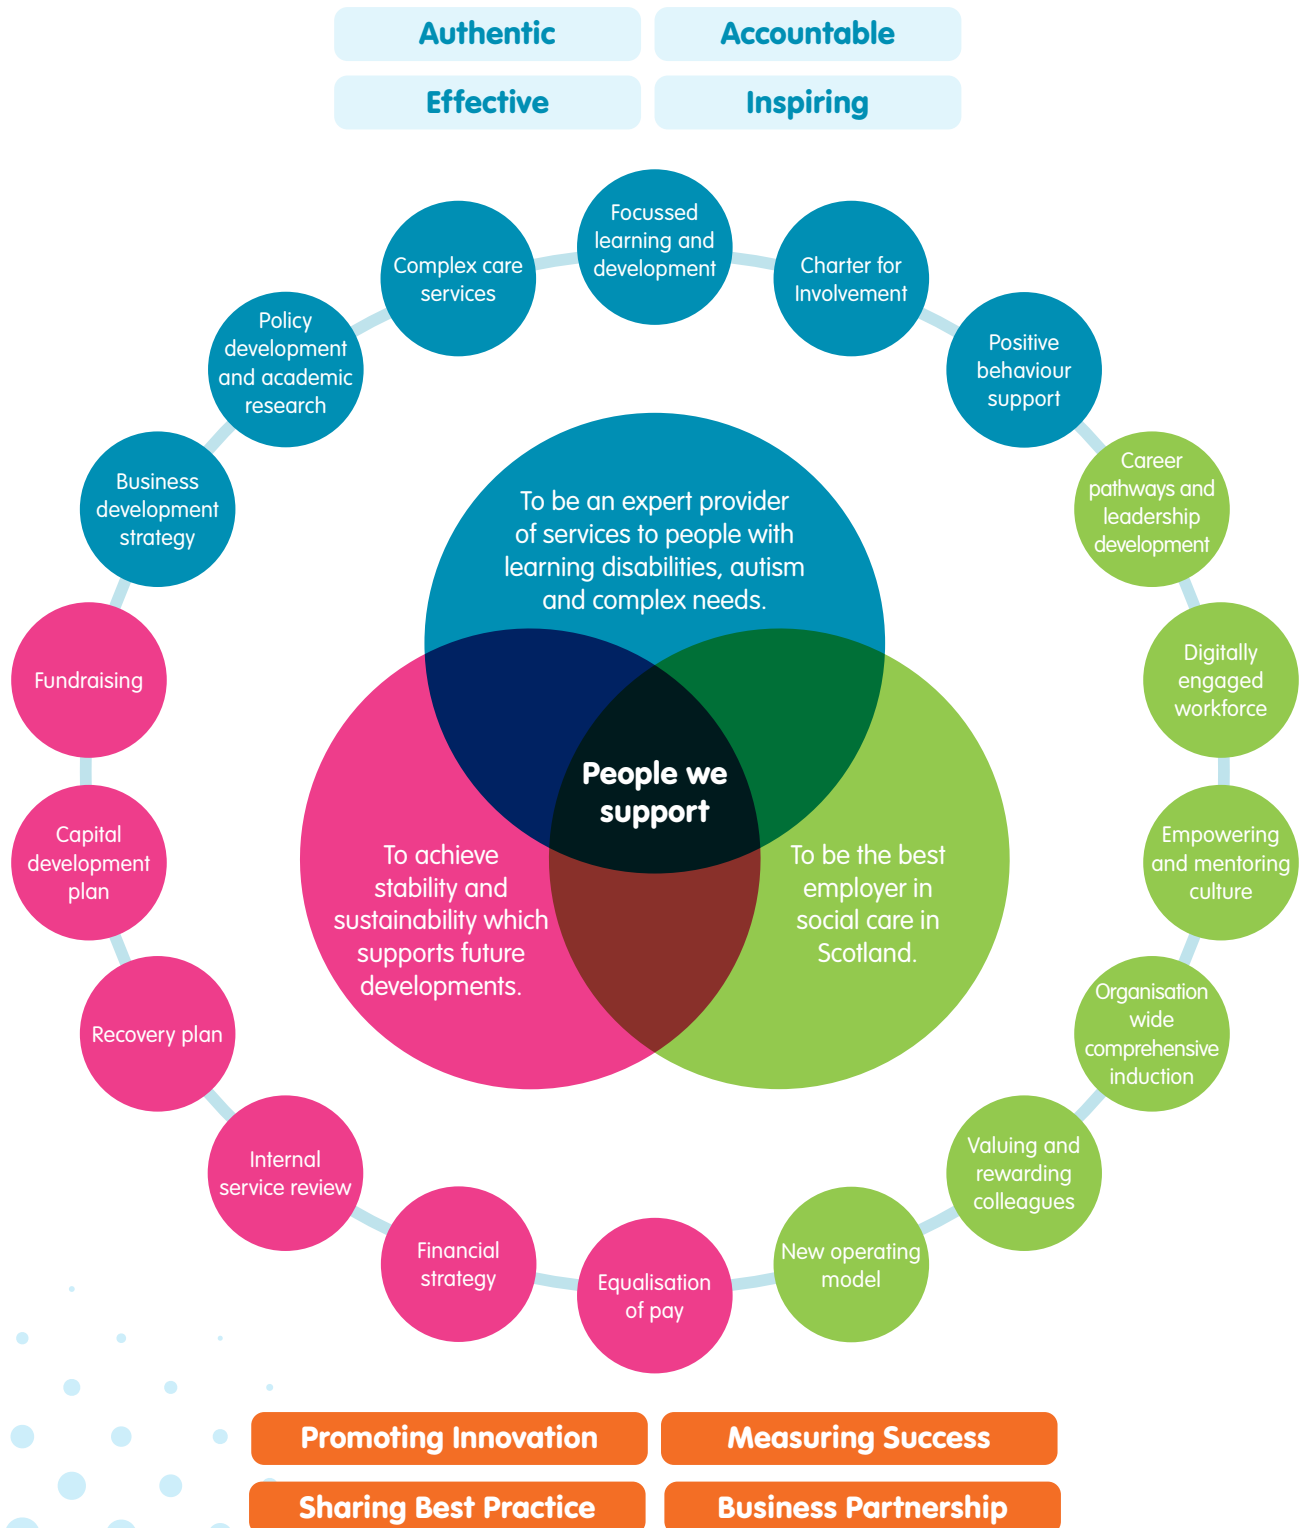 Authentic
Accountable
Effective
Inspiring
Focussed
learning and
development
Charter for
Involvement
Positive
behaviour
support
Career
pathways and
leadership
development
Digitally
engaged
workforce
Empowering
and mentoring
culture
Organisation
wide
comprehensive
induction
Valuing and
rewarding
colleagues
New operating
model
Equalisation
of pay
Financial
strategy
Internal
service review
Recovery plan
Capital
development
plan
Fundraising
Business
development
strategy
Policy
development
and academic
research
Complex care
services
To be an expert provider
of services to people with
learning disabilities, autism
and complex needs.
People we
support
To achieve
stability and
sustainability which
supports future
developments.
To be the best
employer in
social care in
Scotland.
Promoting Innovation
Measuring Success
Sharing Best Practice
Business Partnership